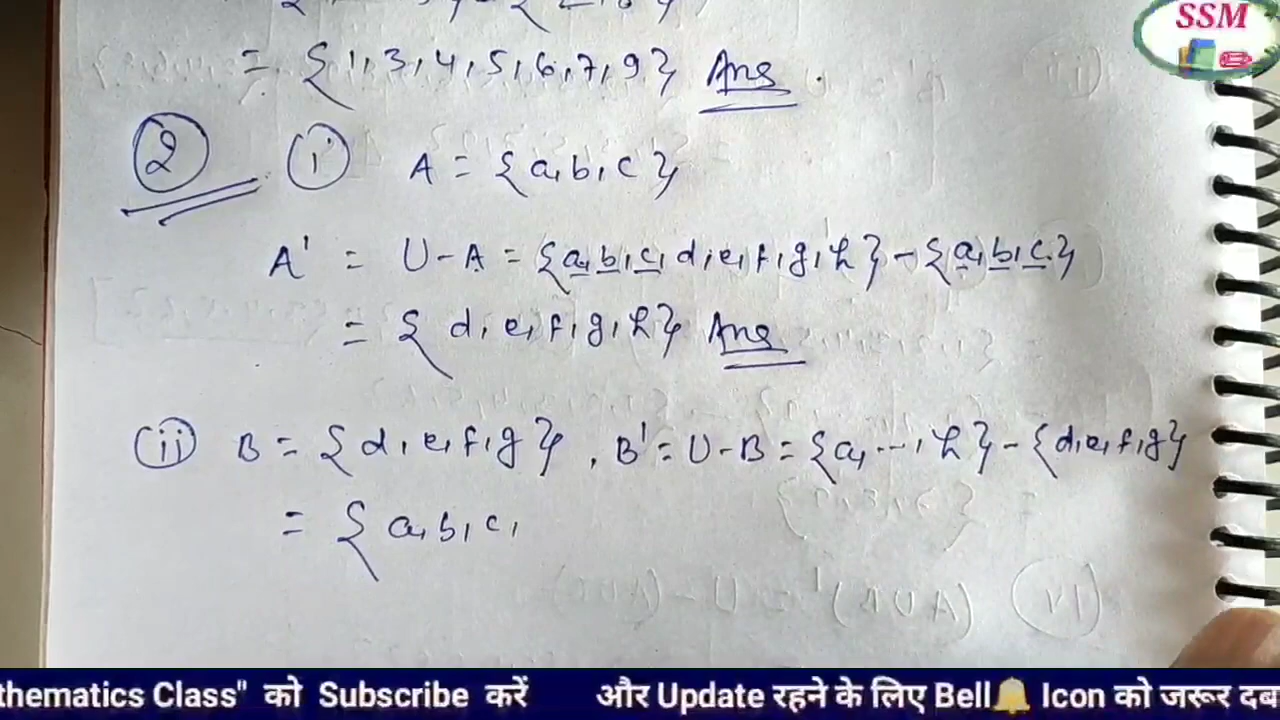 SSM
= {1,3,4,5,6,7,9} Ans.
2 (i) A = {a,b,c}
A' = U-A = {a,b,c,d,e,f,g,h} - {a,b,c}
= {d,e,f,g,h} Ans
(ii) B = {d,e,f,g}, B' = U-B = {a,--,h} - {d,e,f,g}
= {a,b,c,
thematics Class" को Subscribe करें और Update रहने के लिए Bell🔔 Icon को जरूर दब